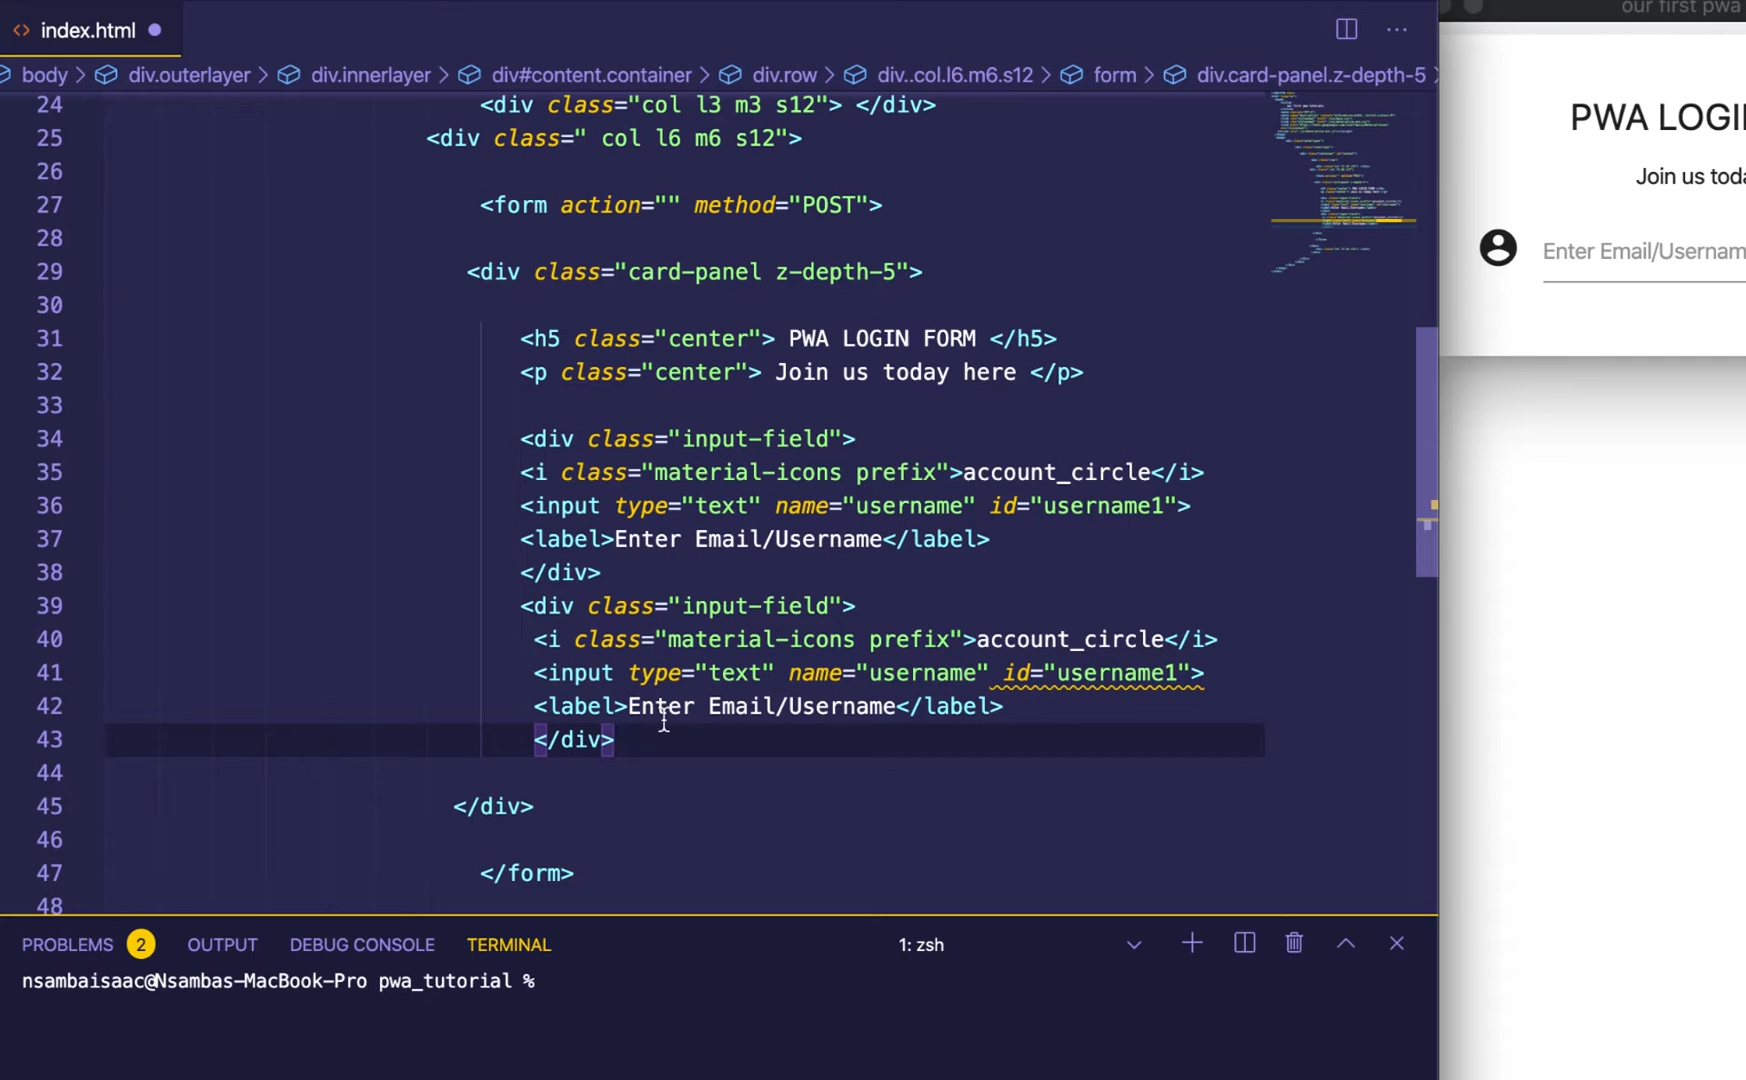 <> index.html
...
our first pwa
body > div.outerlayer > div.innerlayer > div#content.container > div.row > div..col.l6.m6.s12 > form > div.card-panel.z-depth-5 >
24 <div class="col l3 m3 s12"> </div>
25 <div class=" col l6 m6 s12">
26
27 <form action="" method="POST">
28
29 <div class="card-panel z-depth-5">
30
31 <h5 class="center"> PWA LOGIN FORM </h5>
32 <p class="center"> Join us today here </p>
33
34 <div class="input-field">
35 <i class="material-icons prefix">account_circle</i>
36 <input type="text" name="username" id="username1">
37 <label>Enter Email/Username</label>
38 </div>
39 <div class="input-field">
40 <i class="material-icons prefix">account_circle</i>
41 <input type="text" name="username" id="username1">
42 <label>Enter Email/Username</label>
43 </div>
44
45 </div>
46
47 </form>
48
PWA LOGI
Join us toda
Enter Email/Usernam
PROBLEMS 2 OUTPUT DEBUG CONSOLE TERMINAL 1: zsh
nsambaisaac@Nsambas-MacBook-Pro pwa_tutorial %